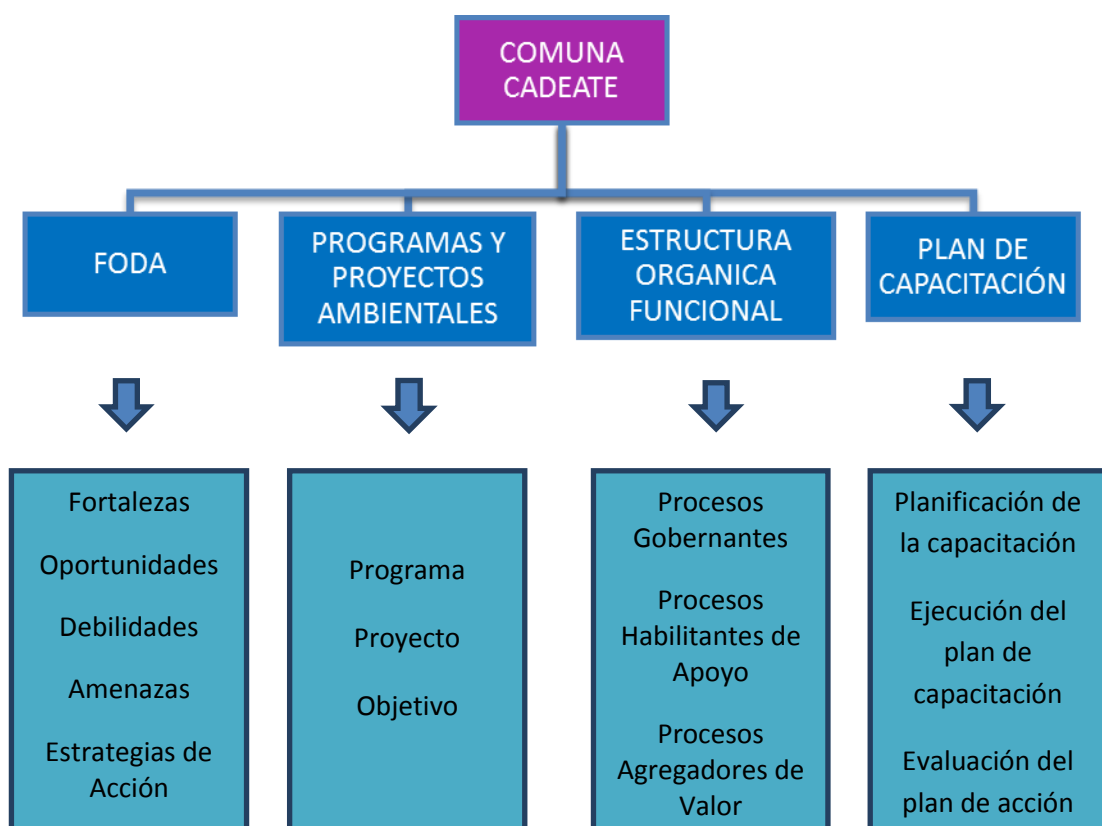 COMUNA
CADEATE
FODA
PROGRAMAS Y
PROYECTOS
AMBIENTALES
ESTRUCTURA
ORGANICA
FUNCIONAL
PLAN DE
CAPACITACIÓN
Fortalezas
Oportunidades
Debilidades
Amenazas
Estrategias de
Acción
Programa
Proyecto
Objetivo
Procesos
Gobernantes
Procesos
Habilitantes de
Apoyo
Procesos
Agregadores de
Valor
Planificación de
la capacitación
Ejecución del
plan de
capacitación
Evaluación del
plan de acción